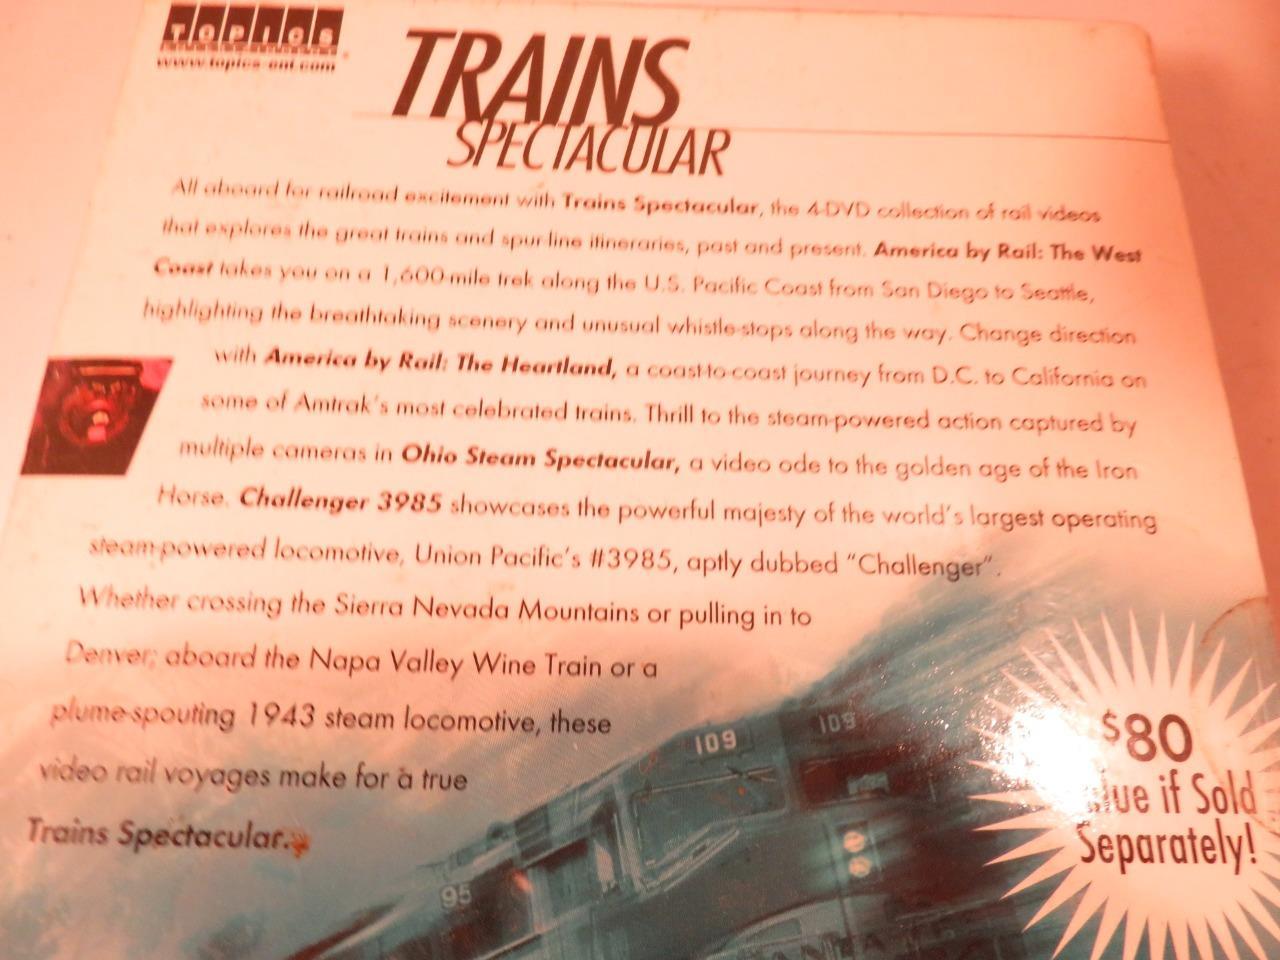 TOPICS
www.topics-ent.com
TRAINS
SPECTACULAR
All aboard for railroad excitement with Trains Spectacular, the 4-DVD collection of rail videos
that explores the great trains and spur-line itineraries, past and present. America by Rail: The West
Coast takes you on a 1,600-mile trek along the U.S. Pacific Coast from San Diego to Seattle,
highlighting the breathtaking scenery and unusual whistle-stops along the way. Change direction
with America by Rail: The Heartland, a coast-to-coast journey from D.C. to California on
some of Amtrak's most celebrated trains. Thrill to the steam-powered action captured by
multiple cameras in Ohio Steam Spectacular, a video ode to the golden age of the Iron
Horse. Challenger 3985 showcases the powerful majesty of the world's largest operating
steam-powered locomotive, Union Pacific's #3985, aptly dubbed "Challenger".
Whether crossing the Sierra Nevada Mountains or pulling in to
Denver; aboard the Napa Valley Wine Train or a
plume-spouting 1943 steam locomotive, these
video rail voyages make for a true
Trains Spectacular.
109
109
95
$80
if Sold
Separately!